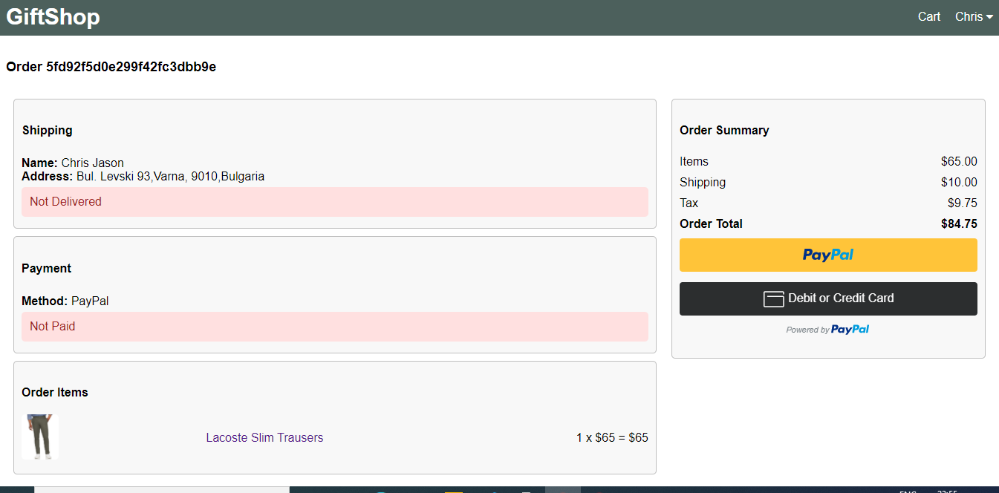 GiftShop
Cart Chris
Order 5fd92f5d0e299f42fc3dbb9e
Shipping
Name: Chris Jason
Address: Bul. Levski 93,Varna, 9010,Bulgaria
Not Delivered
Payment
Method: PayPal
Not Paid
Order Items
Lacoste Slim Trausers
1 x $65 = $65
Order Summary
Items $65.00
Shipping $10.00
Tax $9.75
Order Total $84.75
PayPal
Debit or Credit Card
Powered by PayPal